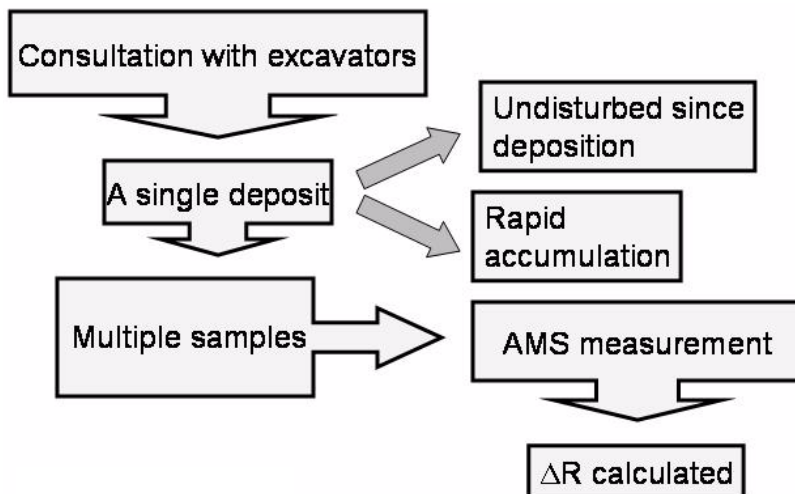 Consultation with excavators
Undisturbed since
deposition
A single deposit
Rapid
accumulation
Multiple samples
AMS measurement
ΔR calculated